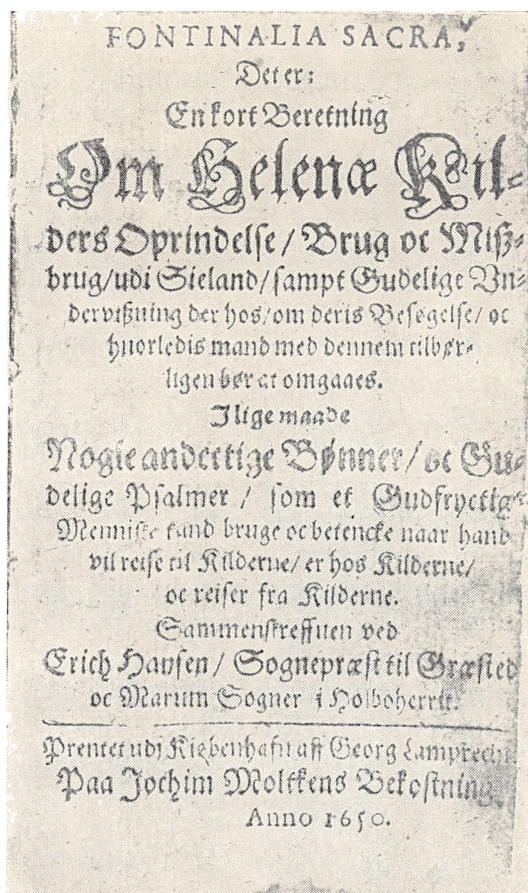 FONTINALIA SACRA,
Det er:
En kort Beretning
Om Helenæ Kil-
ders Oprindelse / Brug oc Miß-
brug / udi Sieland / sampt Gudelige Vn-
dervißning der hos / om deris Besøgelse / oc
huorledis mand med dennem tilbør-
ligen bør at omgaaes.
I lige maade
Nogle andectige Bønner / oc Gu-
delige Psalmer / som et Gudfryctig
Menniske kand bruge oc betencke naar hand
vil reise til Kilderne / er hos Kilderne /
oc reiser fra Kilderne.
Sammenskreffuen ved
Erich Hansen / Sognepræst til Græsted
oc Marum Sogner i Holboherrit.
Prentet udi Kiøbenhafn aff Georg Lamprecht
Paa Jochim Moltkens Bekostning
Anno 1650.